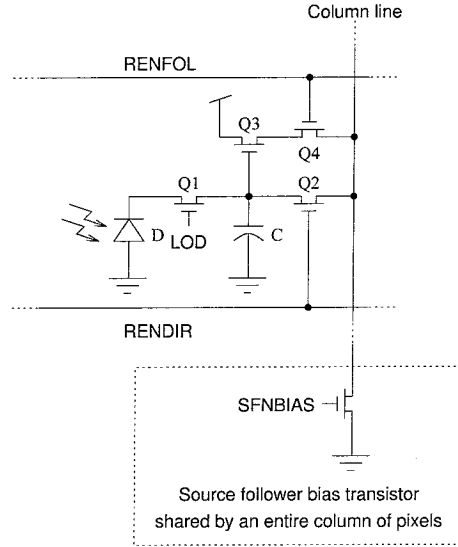 Column line
RENFOL
Q3
Q4
Q1
Q2
D
LOD
C
RENDIR
SFNBIAS
Source follower bias transistor
shared by an entire column of pixels